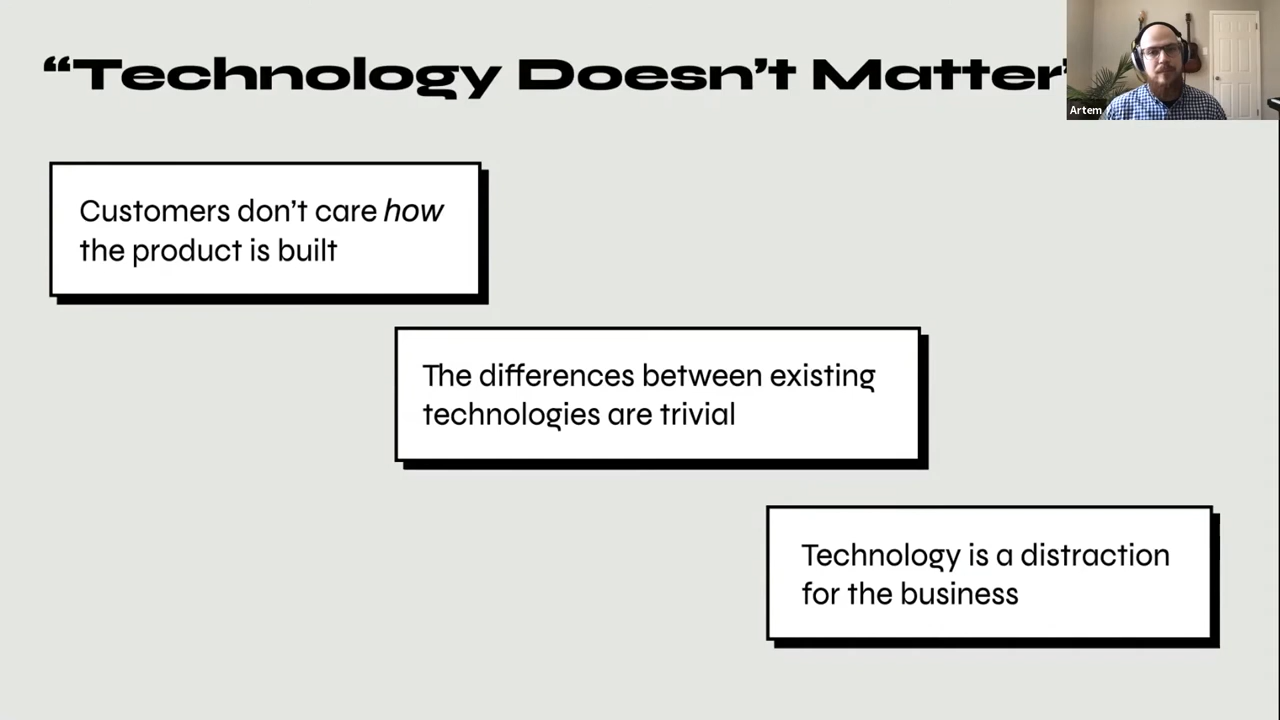 “Technology Doesn’t Matter”
Artem
Customers don’t care how
the product is built
The differences between existing
technologies are trivial
Technology is a distraction
for the business